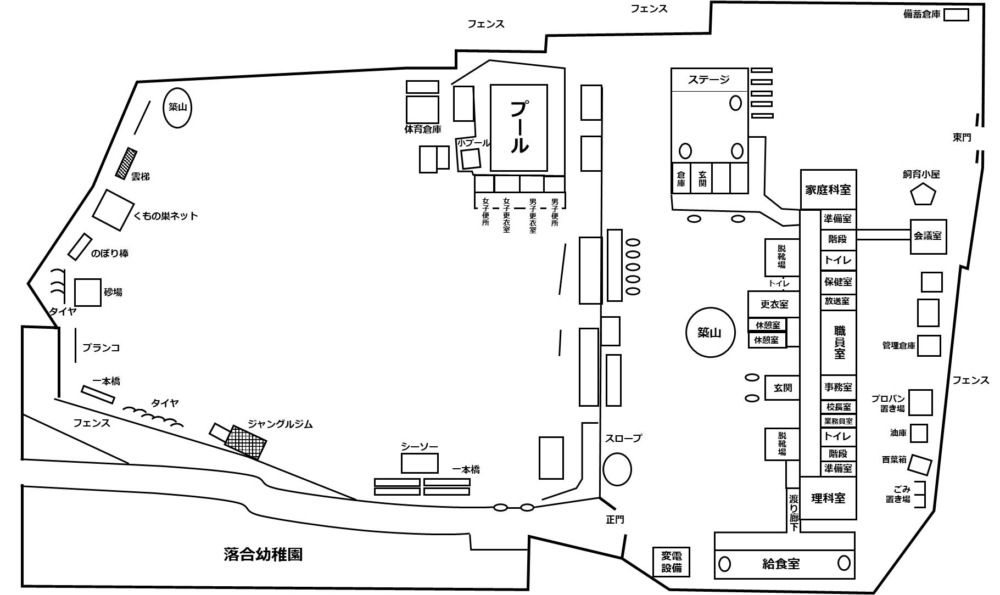 フェンス
フェンス
備蓄倉庫
築山
体育倉庫
プール
小プール
ステージ
東門
雲梯
倉庫
玄関
家庭科室
飼育小屋
くもの巣ネット
女子便所
女子更衣室
男子更衣室
男子便所
準備室
階段
会議室
のぼり棒
脱靴場
トイレ
トイレ
保健室
砂場
更衣室
放送室
タイヤ
休憩室
休憩室
築山
職員室
管理倉庫
ブランコ
一本橋
玄関
事務室
フェンス
タイヤ
校長室
プロパン
置き場
フェンス
ジャングルジム
業務員室
シーソー
スロープ
脱靴場
トイレ
油庫
階段
百葉箱
一本橋
準備室
ごみ
置き場
理科室
渡り廊下
正門
落合幼稚園
変電
設備
給食室